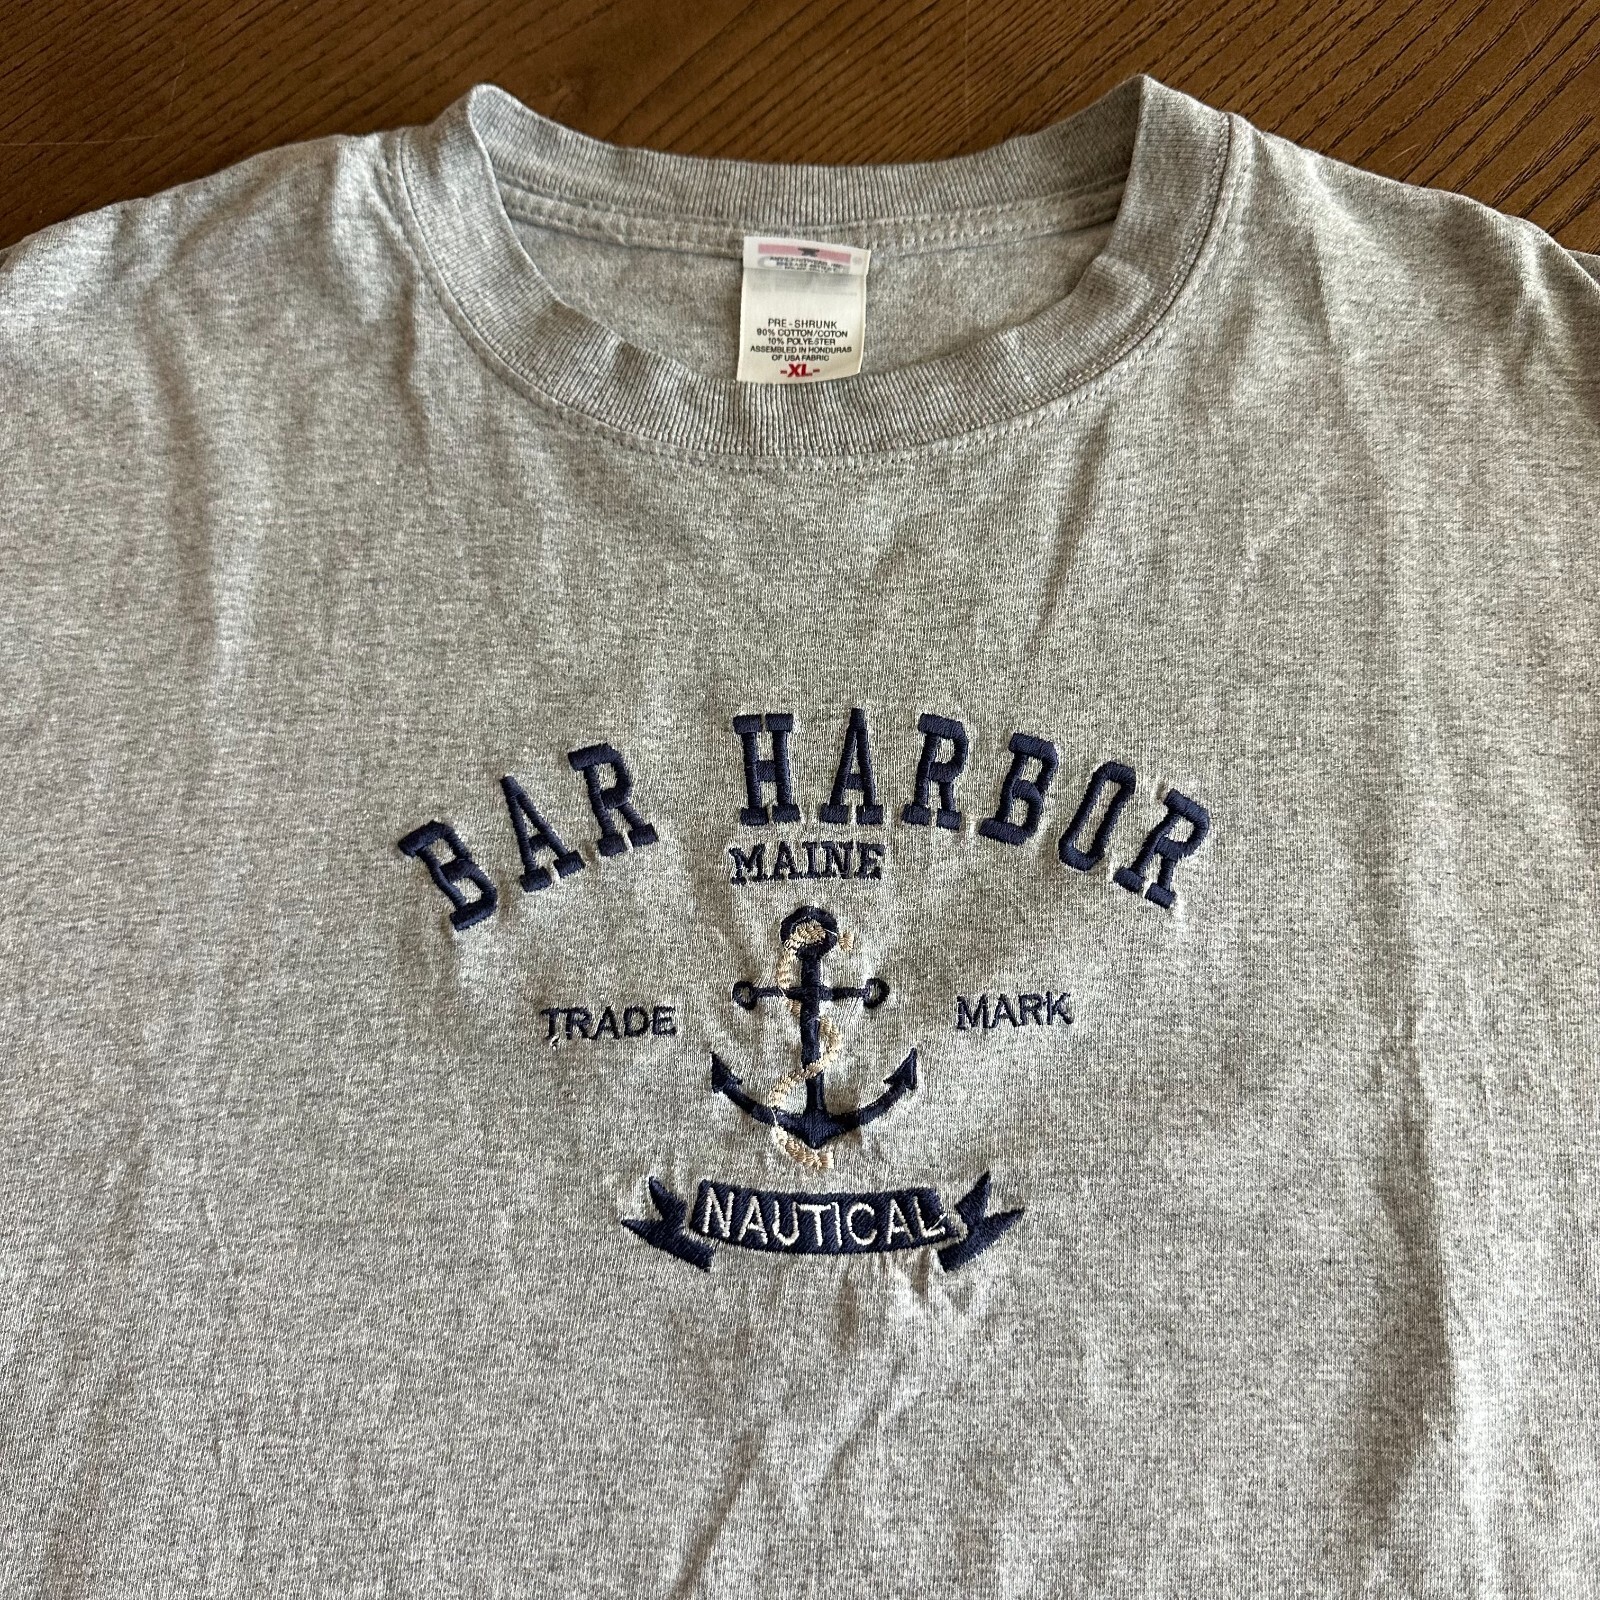 PRE-SHRUNK
90% COTTON/COTON
10% POLYESTER
ASSEMBLED IN HONDURAS
OF USA FABRIC
-XL-
BAR HARBOR
MAINE
TRADE MARK
NAUTICAL